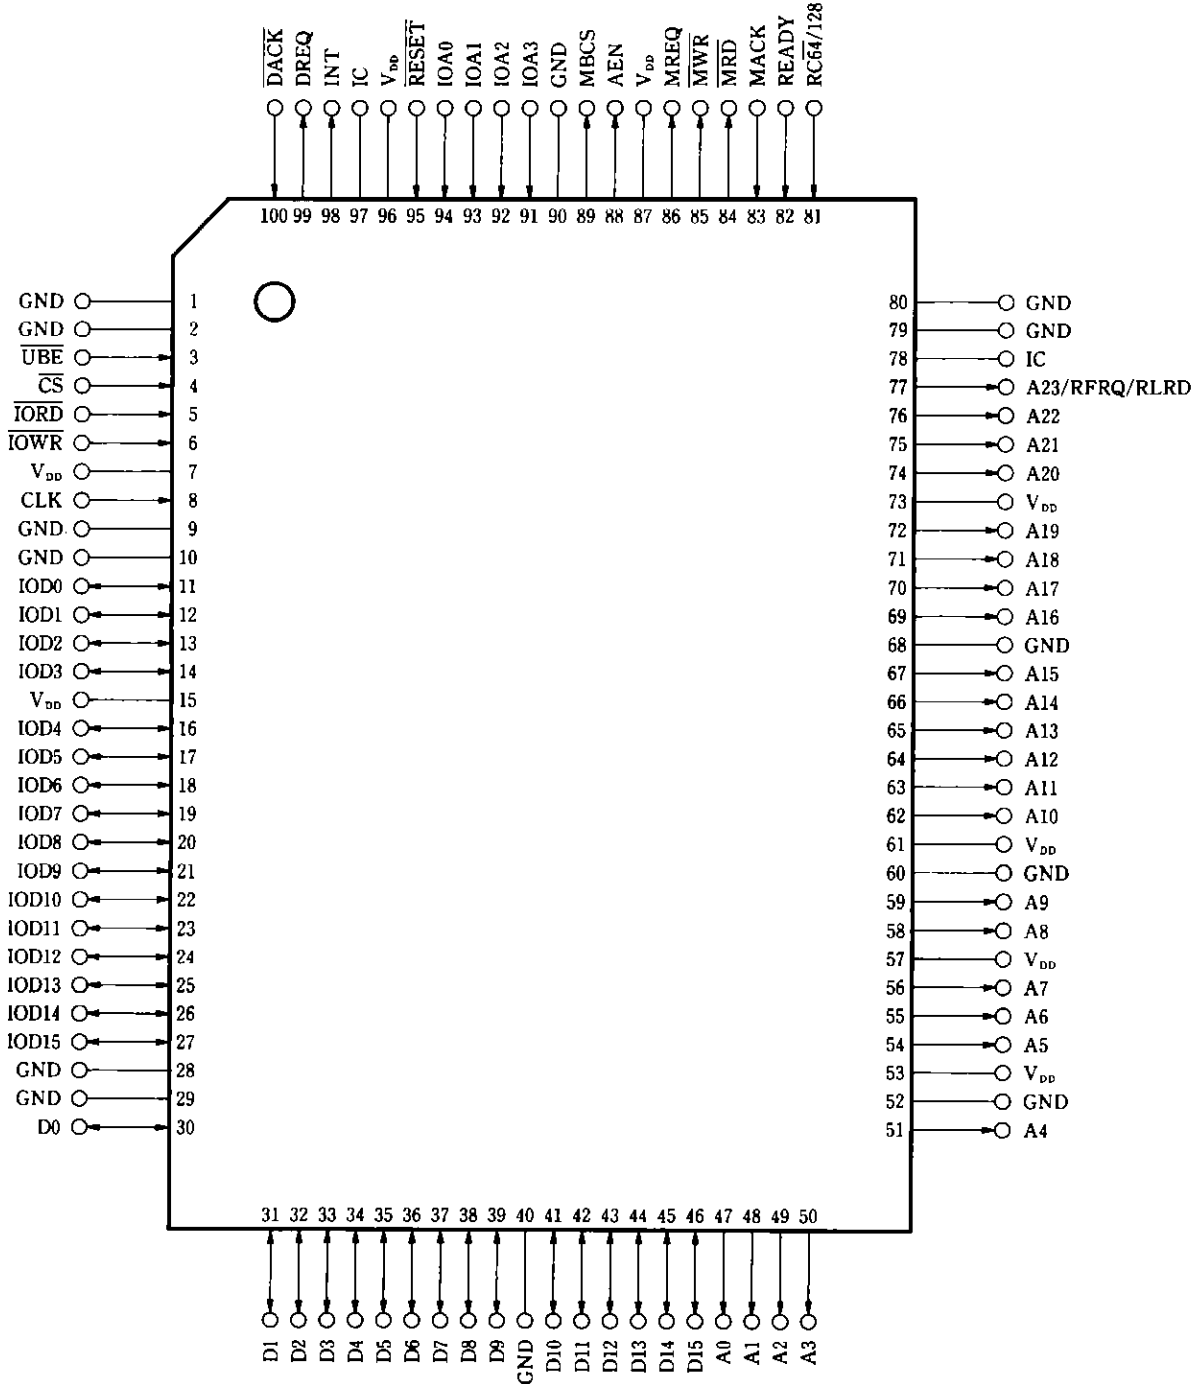 DACK DREQ INT IC VDD RESET IOA0 IOA1 IOA2 IOA3 GND MBCS AEN VDD MREQ MWR MRD MACK READY RC64/128
100 99 98 97 96 95 94 93 92 91 90 89 88 87 86 85 84 83 82 81
GND 1 80 GND
GND 2 79 GND
UBE 3 78 IC
CS 4 77 A23/RFRQ/RLRD
IORD 5 76 A22
IOWR 6 75 A21
VDD 7 74 A20
CLK 8 73 VDD
GND 9 72 A19
GND 10 71 A18
IOD0 11 70 A17
IOD1 12 69 A16
IOD2 13 68 GND
IOD3 14 67 A15
VDD 15 66 A14
IOD4 16 65 A13
IOD5 17 64 A12
IOD6 18 63 A11
IOD7 19 62 A10
IOD8 20 61 VDD
IOD9 21 60 GND
IOD10 22 59 A9
IOD11 23 58 A8
IOD12 24 57 VDD
IOD13 25 56 A7
IOD14 26 55 A6
IOD15 27 54 A5
GND 28 53 VDD
GND 29 52 GND
D0 30 51 A4
31 32 33 34 35 36 37 38 39 40 41 42 43 44 45 46 47 48 49 50
D1 D2 D3 D4 D5 D6 D7 D8 D9 GND D10 D11 D12 D13 D14 D15 A0 A1 A2 A3